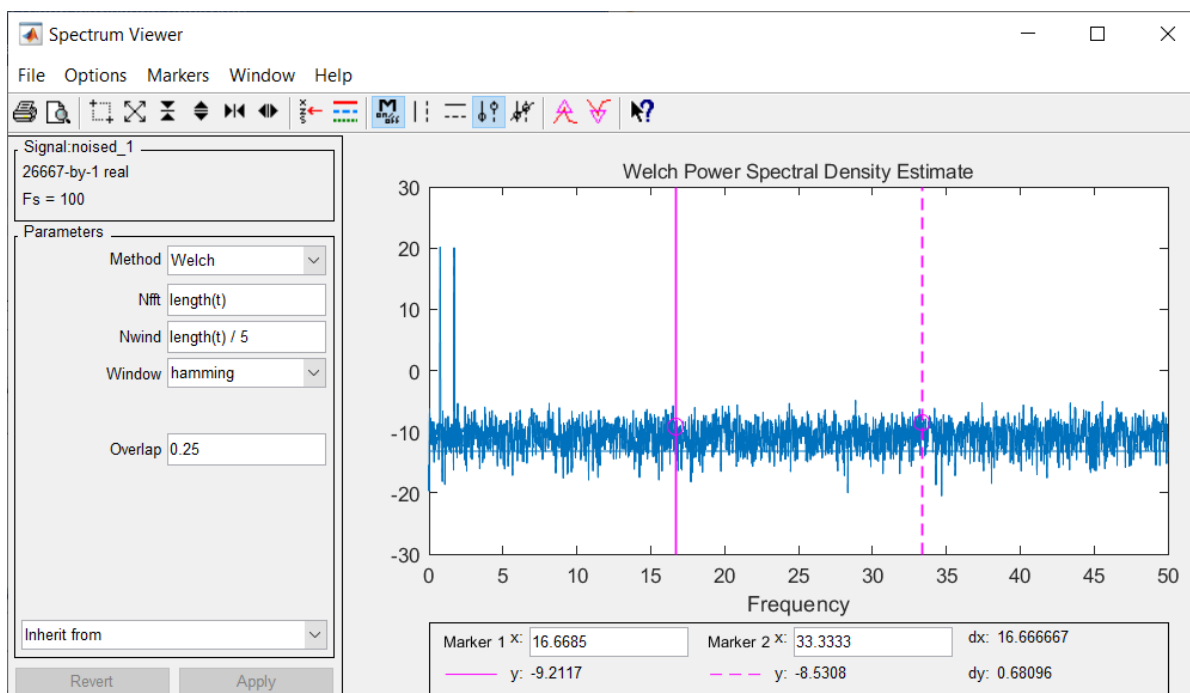 Spectrum Viewer
File Options Markers Window Help
M
on/off
Signal:noised_1
26667-by-1 real
Fs = 100
Parameters
Method Welch
Nfft length(t)
Nwind length(t) / 5
Window hamming
Overlap 0.25
Inherit from
Revert Apply
Welch Power Spectral Density Estimate
30
20
10
0
-10
-20
-30
0 5 10 15 20 25 30 35 40 45 50
Frequency
Marker 1 x: 16.6685 Marker 2 x: 33.3333 dx: 16.666667
y: -9.2117 y: -8.5308 dy: 0.68096